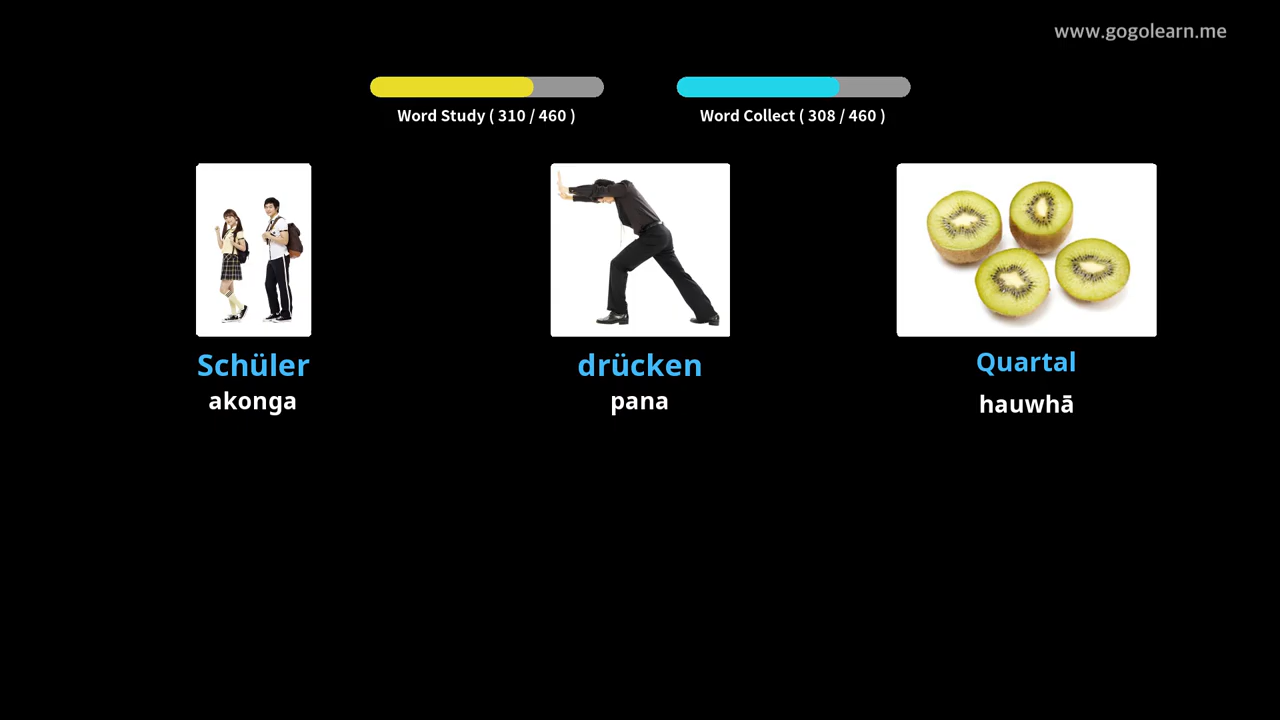 www.gogolearn.me
Word Study ( 310 / 460 )
Word Collect ( 308 / 460 )
Schüler
akonga
drücken
pana
Quartal
hauwhā